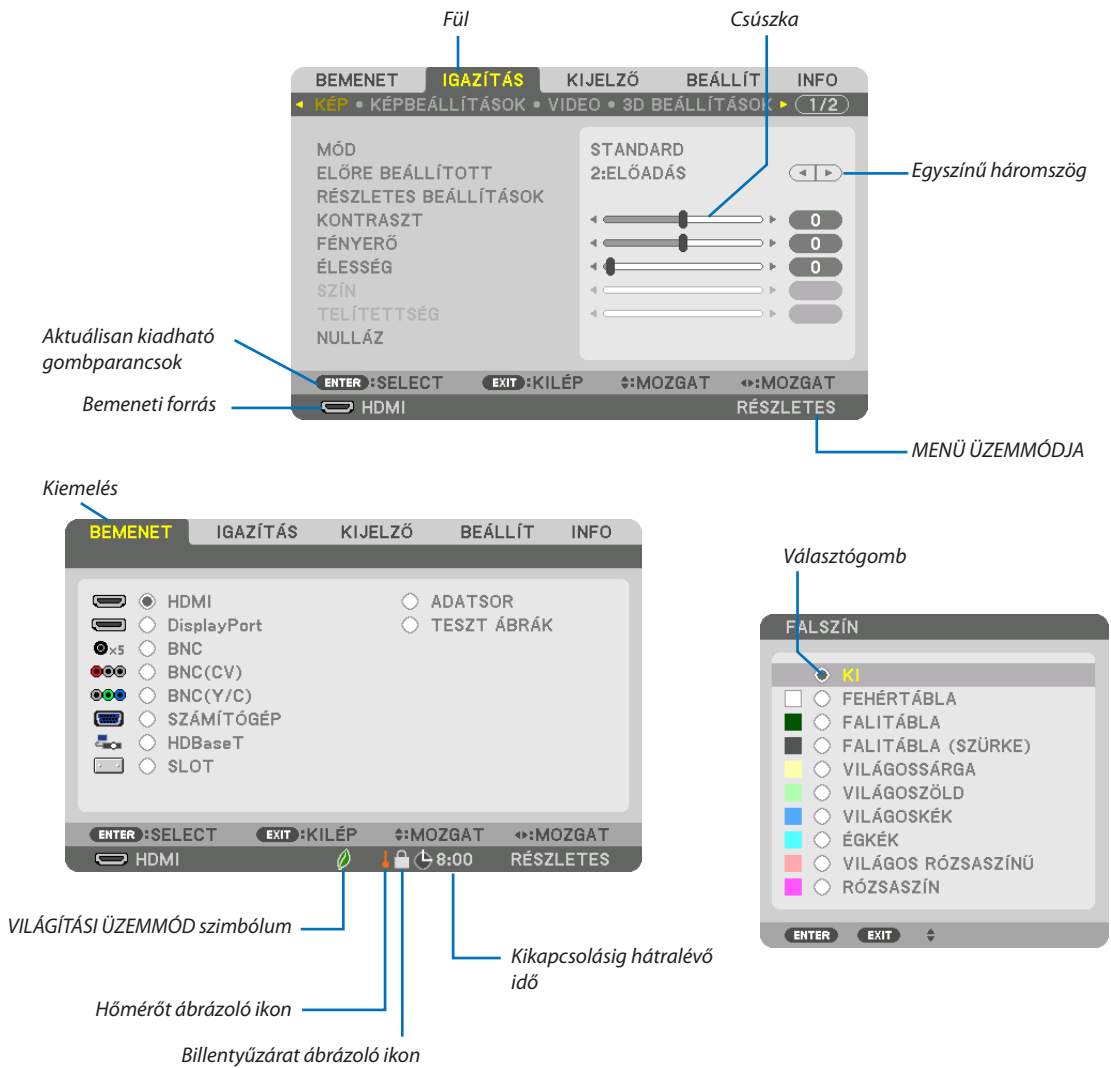 Fül
Csúszka
BEMENET IGAZÍTÁS KIJELZŐ BEÁLLÍT INFO
KÉP • KÉPBEÁLLÍTÁSOK • VIDEO • 3D BEÁLLÍTÁSOK 1/2
MÓD STANDARD
ELŐRE BEÁLLÍTOTT 2:ELŐADÁS
Egyszínű háromszög
RÉSZLETES BEÁLLÍTÁSOK
KONTRASZT 0
FÉNYERŐ 0
ÉLESSÉG 0
SZÍN
TELÍTETTSÉG
NULLÁZ
Aktuálisan kiadható
gombparancsok
ENTER:SELECT EXIT:KILÉP :MOZGAT :MOZGAT
Bemeneti forrás
HDMI RÉSZLETES
MENÜ ÜZEMMÓDJA
Kiemelés
BEMENET IGAZÍTÁS KIJELZŐ BEÁLLÍT INFO
HDMI ADATSOR
DisplayPort TESZT ÁBRÁK
×5 BNC
BNC(CV)
BNC(Y/C)
SZÁMÍTÓGÉP
HDBaseT
SLOT
ENTER:SELECT EXIT:KILÉP :MOZGAT :MOZGAT
HDMI 8:00 RÉSZLETES
VILÁGÍTÁSI ÜZEMMÓD szimbólum
Kikapcsolásig hátralévő
idő
Hőmérőt ábrázoló ikon
Billentyűzárat ábrázoló ikon
Választógomb
FALSZÍN
KI
FEHÉRTÁBLA
FALITÁBLA
FALITÁBLA (SZÜRKE)
VILÁGOSSÁRGA
VILÁGOSZÖLD
VILÁGOSKÉK
ÉGKÉK
VILÁGOS RÓZSASZÍNŰ
RÓZSASZÍN
ENTER EXIT